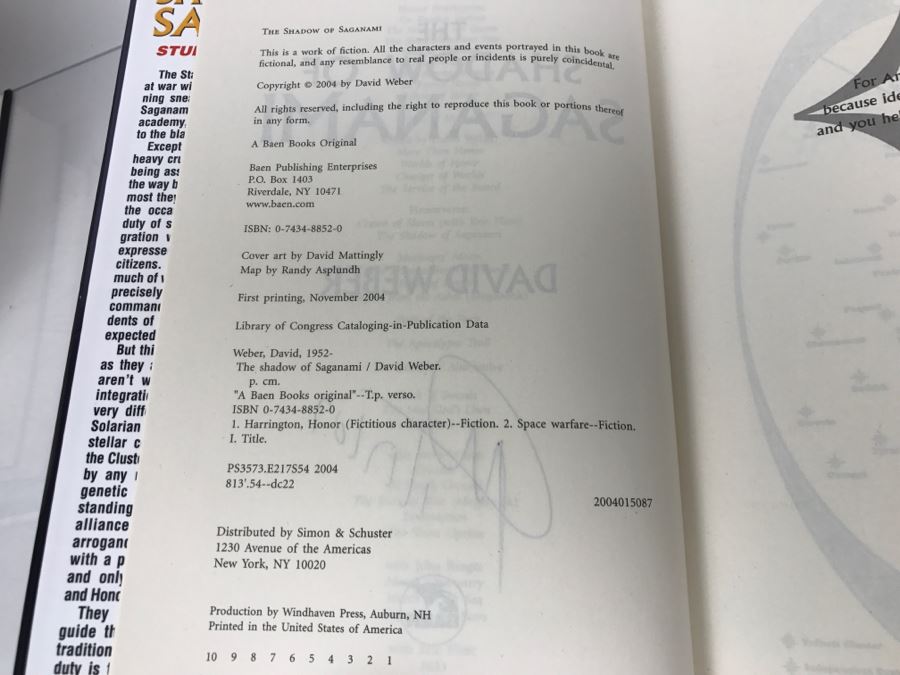 SA
STU
The Sta
at war wi
ning sne
Saganam
academy,
to the bla
Except
heavy cru
being ass
the way b
most they
the occa
duty of s
gration
expresse
citizens.
much of
precisely
comman
dents of
expected
But thi
as they
aren't w
integrati
very diff
Solarian
stellar c
the Clust
by any
genetic
standing
alliance
arroganc
with a p
and only
and Hono
They
guide th
tradition
duty is
THE SHADOW OF SAGANAMI
This is a work of fiction. All the characters and events portrayed in this book are
fictional, and any resemblance to real people or incidents is purely coincidental.
Copyright © 2004 by David Weber
All rights reserved, including the right to reproduce this book or portions thereof
in any form.
A Baen Books Original
Baen Publishing Enterprises
P.O. Box 1403
Riverdale, NY 10471
www.baen.com
ISBN: 0-7434-8852-0
Cover art by David Mattingly
Map by Randy Asplundh
First printing, November 2004
Library of Congress Cataloging-in-Publication Data
Weber, David, 1952-
The shadow of Saganami / David Weber.
p. cm.
"A Baen Books original"--T.p. verso.
ISBN 0-7434-8852-0
1. Harrington, Honor (Fictitious character)--Fiction. 2. Space warfare--Fiction.
I. Title.
PS3573.E217S54 2004
813'.54--dc22
2004015087
Distributed by Simon & Schuster
1230 Avenue of the Americas
New York, NY 10020
Production by Windhaven Press, Auburn, NH
Printed in the United States of America
10 9 8 7 6 5 4 3 2 1
For An
because ide
and you he